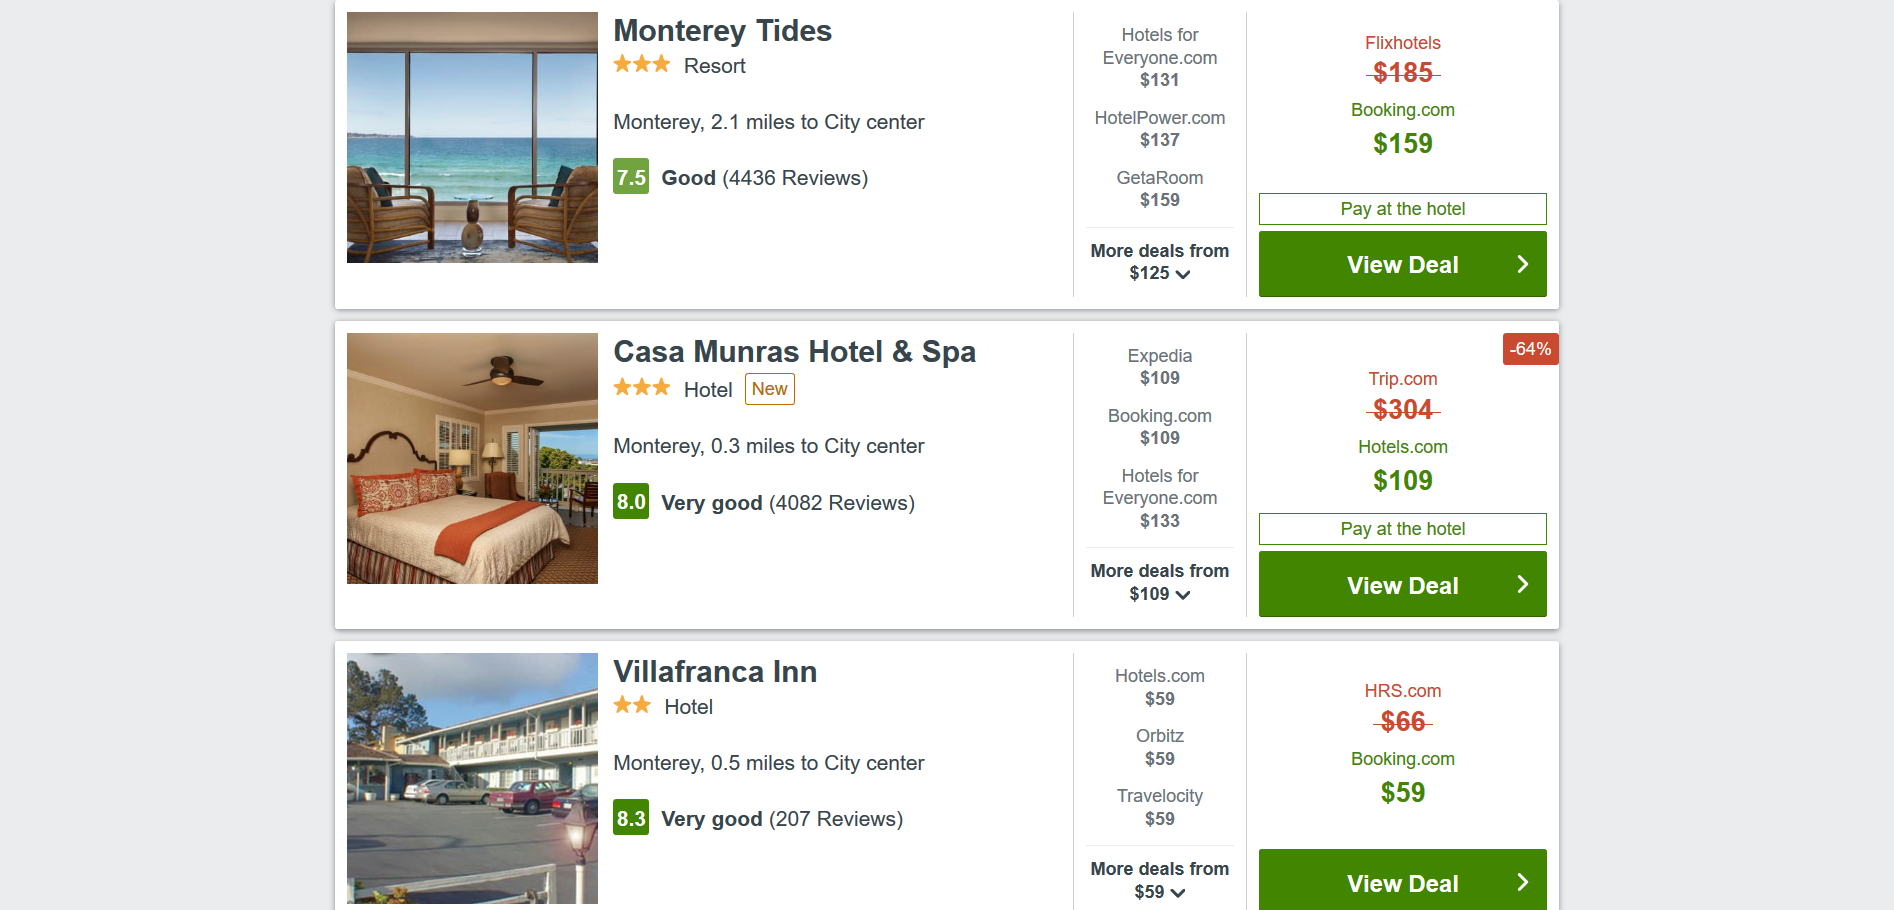 Monterey Tides
Resort
Monterey, 2.1 miles to City center
7.5 Good (4436 Reviews)
Hotels for
Everyone.com
$131
HotelPower.com
$137
GetaRoom
$159
More deals from
$125
Flixhotels
$185
Booking.com
$159
Pay at the hotel
View Deal
Casa Munras Hotel & Spa
Hotel New
Monterey, 0.3 miles to City center
8.0 Very good (4082 Reviews)
Expedia
$109
Booking.com
$109
Hotels for
Everyone.com
$133
More deals from
$109
-64%
Trip.com
$304
Hotels.com
$109
Pay at the hotel
View Deal
Villafranca Inn
Hotel
Monterey, 0.5 miles to City center
8.3 Very good (207 Reviews)
Hotels.com
$59
Orbitz
$59
Travelocity
$59
More deals from
$59
HRS.com
$66
Booking.com
$59
View Deal